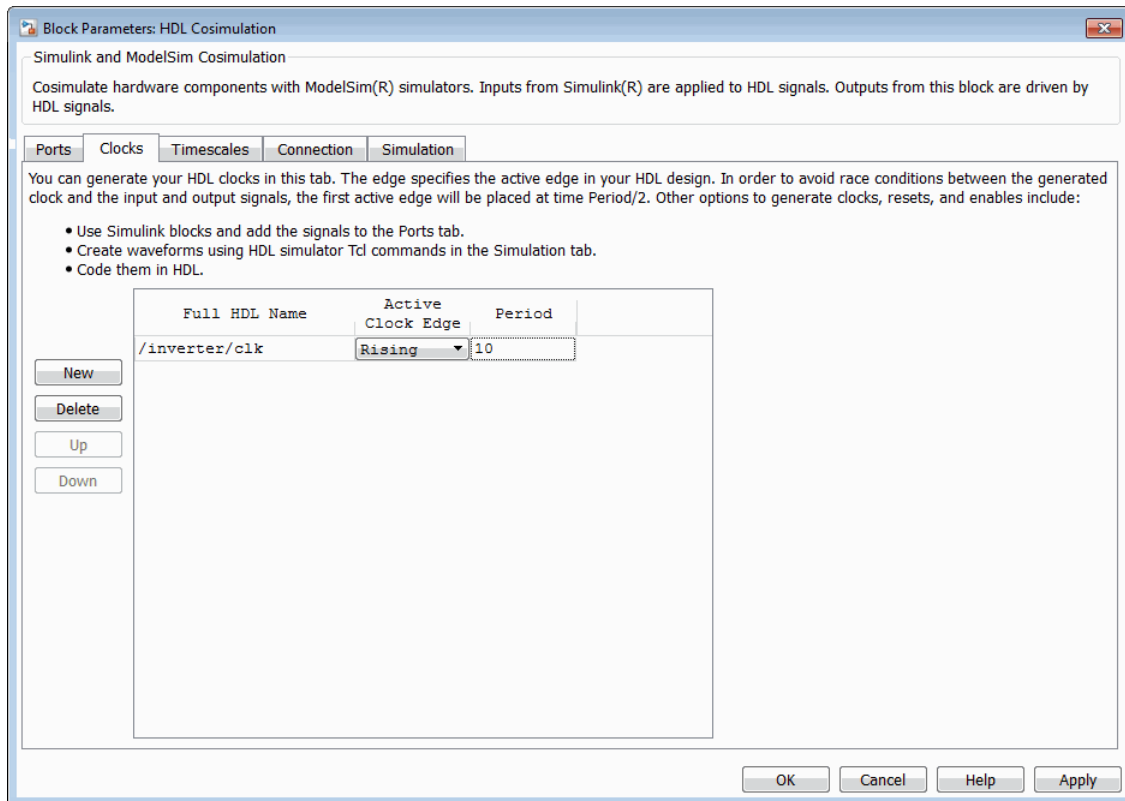 Block Parameters: HDL Cosimulation
Simulink and ModelSim Cosimulation
Cosimulate hardware components with ModelSim(R) simulators. Inputs from Simulink(R) are applied to HDL signals. Outputs from this block are driven by
HDL signals.
Ports Clocks Timescales Connection Simulation
You can generate your HDL clocks in this tab. The edge specifies the active edge in your HDL design. In order to avoid race conditions between the generated
clock and the input and output signals, the first active edge will be placed at time Period/2. Other options to generate clocks, resets, and enables include:
• Use Simulink blocks and add the signals to the Ports tab.
• Create waveforms using HDL simulator Tcl commands in the Simulation tab.
• Code them in HDL.
Full HDL Name Active Clock Edge Period
/inverter/clk Rising 10
New
Delete
Up
Down
OK Cancel Help Apply